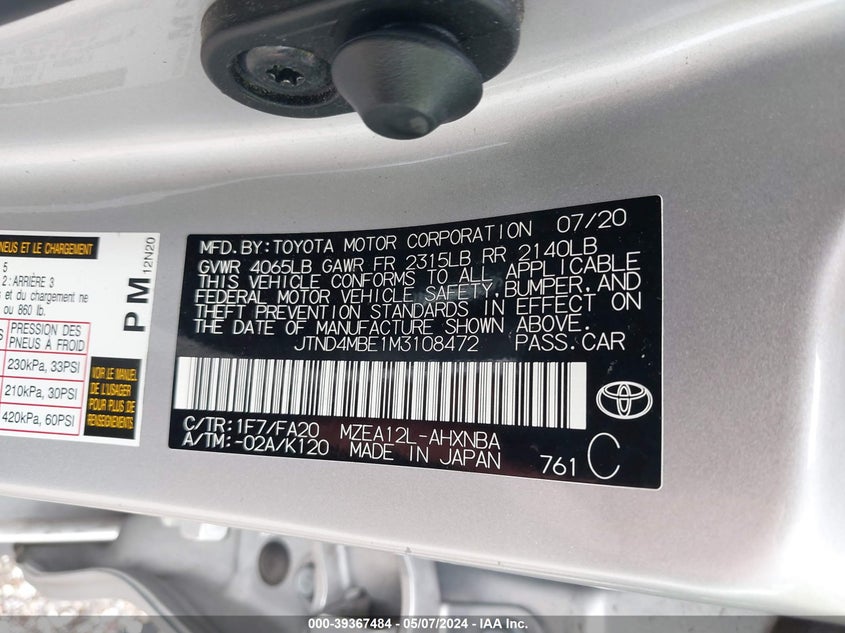 MFD. BY: TOYOTA MOTOR CORPORATION 07/20
GVWR 4065LB GAWR FR 2315LB RR 2140LB
THIS VEHICLE CONFORMS TO ALL APPLICABLE
FEDERAL MOTOR VEHICLE SAFETY, BUMPER, AND
THEFT PREVENTION STANDARDS IN EFFECT ON
THE DATE OF MANUFACTURE SHOWN ABOVE.
JTND4MBE1M3108472 PASS. CAR
C/TR: 1F7/FA20 MZEA12L-AHXNBA
A/TM: -02A/K120 MADE IN JAPAN 761 C
PNEUS ET LE CHARGEMENT
5
2 : ARRIÈRE 3
et du chargement ne
ou 860 lb.
PRESSION DES
PNEUS À FROID
230kPa, 33PSI
210kPa, 30PSI
420kPa, 60PSI
VOIR LE MANUEL
DE L'USAGER
POUR PLUS DE
RENSEIGNEMENTS
PM
12N20
000-39367484 — 05/07/2024 — IAA Inc.